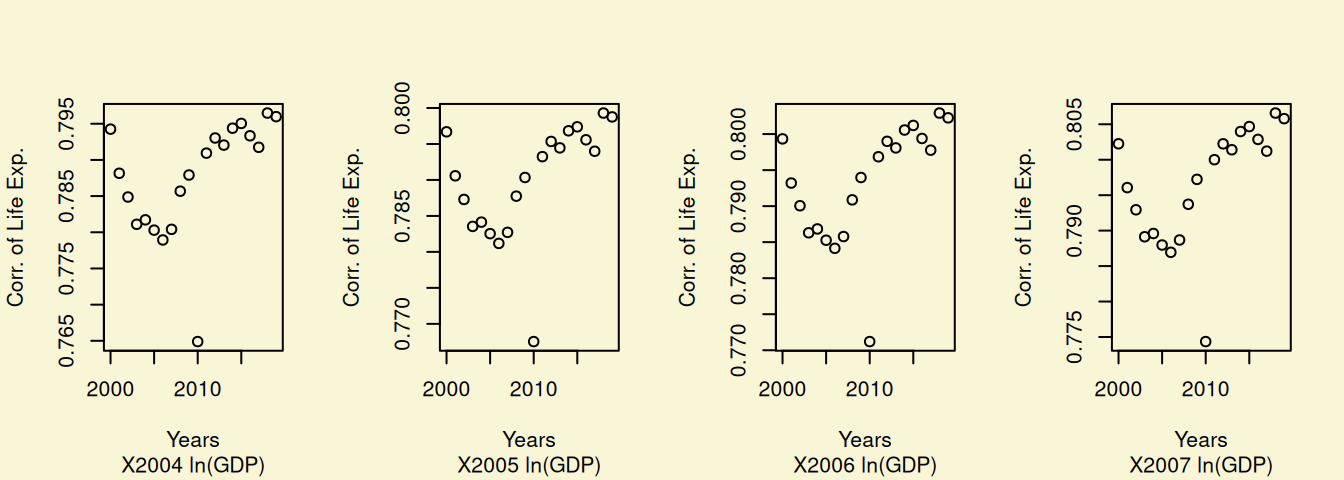 Corr. of Life Exp.
0.765 0.775 0.785 0.795
2000 2010
Years
X2004 ln(GDP)
Corr. of Life Exp.
0.770 0.785 0.800
2000 2010
Years
X2005 ln(GDP)
Corr. of Life Exp.
0.770 0.780 0.790 0.800
2000 2010
Years
X2006 ln(GDP)
Corr. of Life Exp.
0.775 0.790 0.805
2000 2010
Years
X2007 ln(GDP)